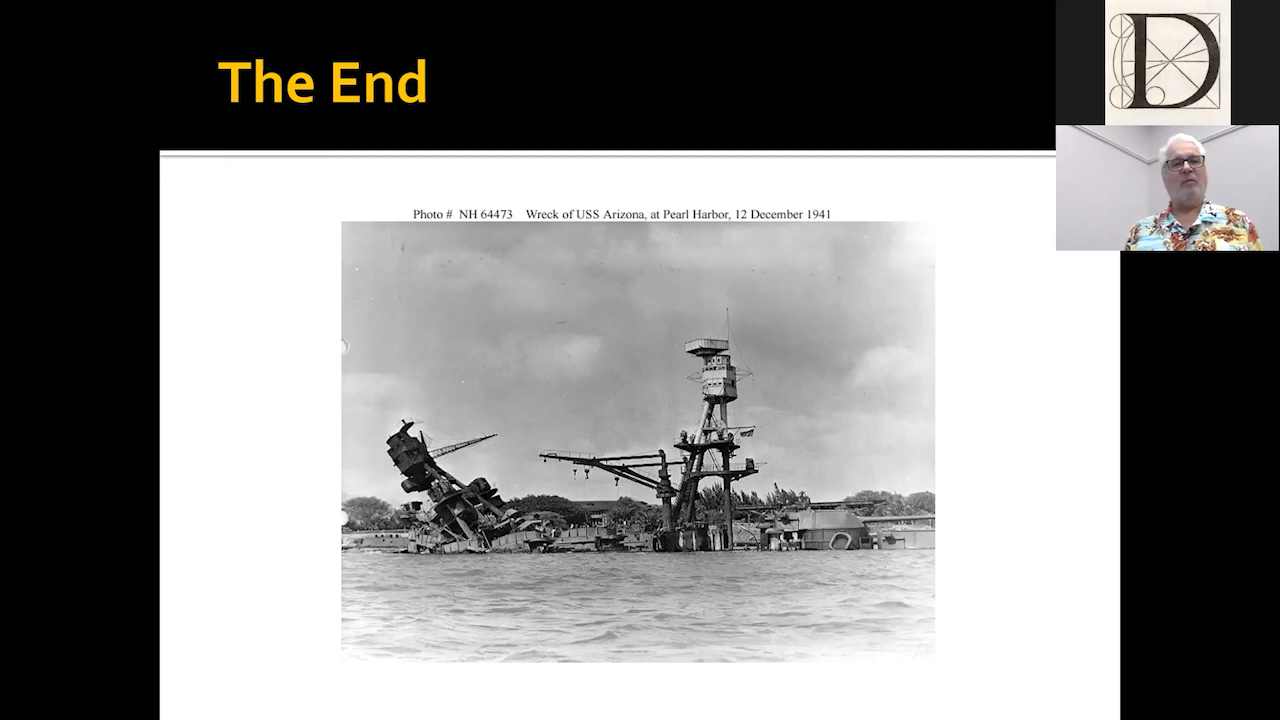 The End
D
Photo # NH 64473 Wreck of USS Arizona, at Pearl Harbor, 12 December 1941